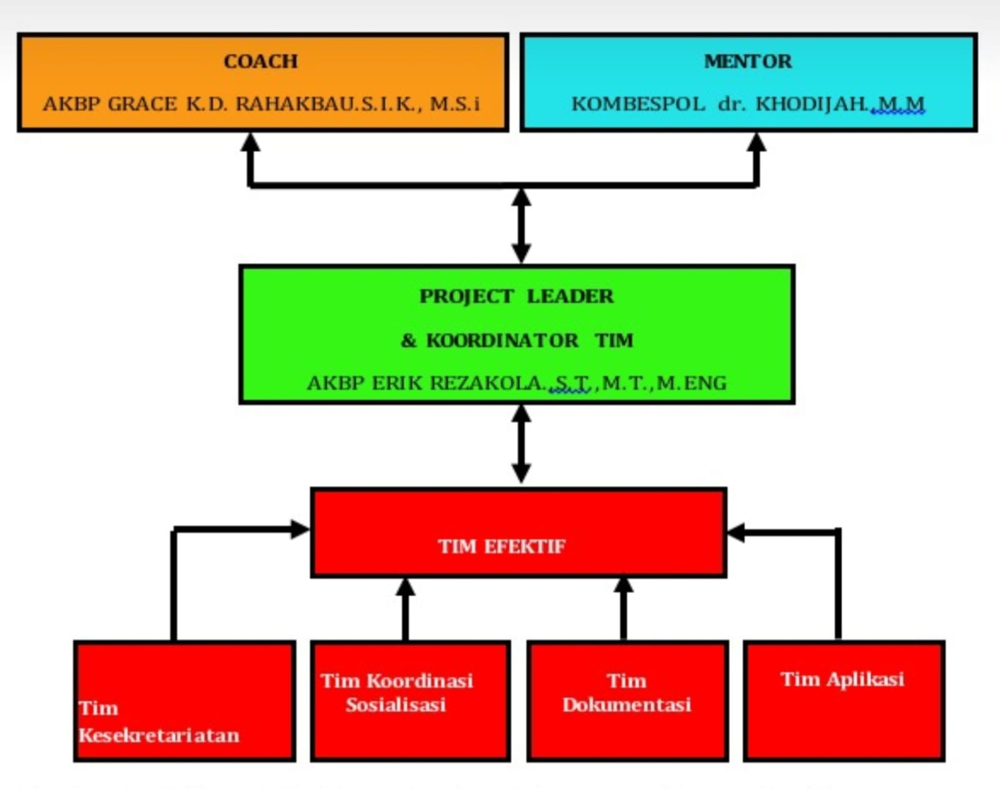 COACH
AKBP GRACE K.D. RAHAKBAU.S.I.K., M.S.i
MENTOR
KOMBESPOL dr. KHODIJAH.,M.M
PROJECT LEADER
& KOORDINATOR TIM
AKBP ERIK REZAKOLA.,S.T,M.T.,M.ENG
TIM EFEKTIF
Tim
Kesekretariatan
Tim Koordinasi
Sosialisasi
Tim
Dokumentasi
Tim Aplikasi